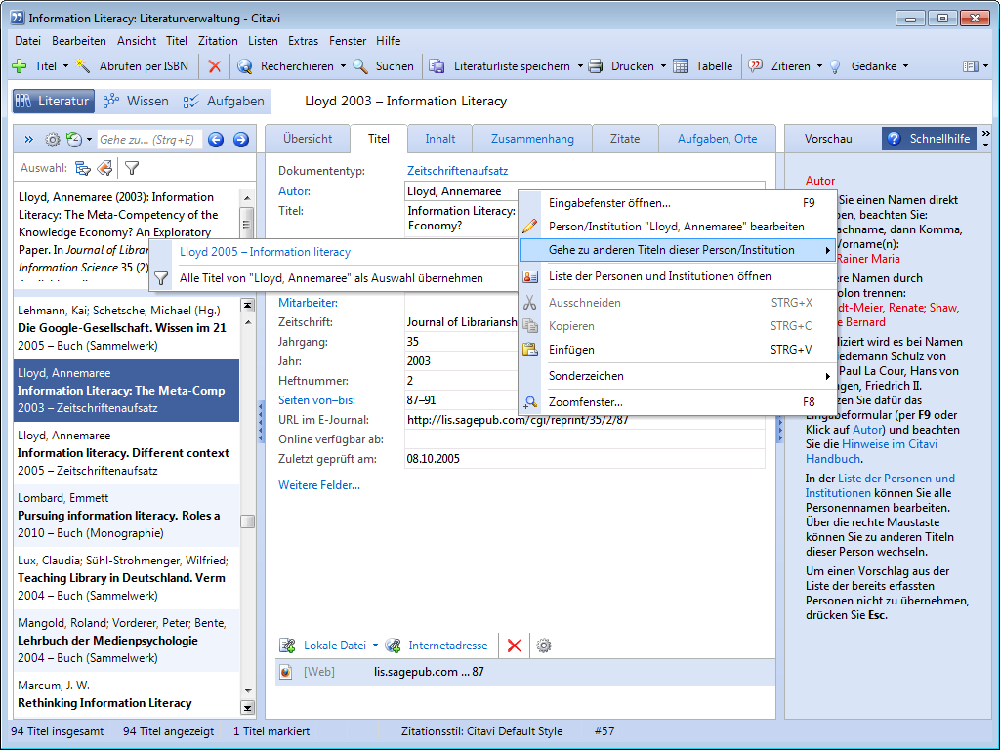 Information Literacy: Literaturverwaltung - Citavi
Datei Bearbeiten Ansicht Titel Zitation Listen Extras Fenster Hilfe
Titel Abrufen per ISBN Recherchieren Suchen Literaturliste speichern Drucken Tabelle Zitieren Gedanke
Literatur Wissen Aufgaben Lloyd 2003 – Information Literacy
Gehe zu... (Strg+E)
Auswahl:
Lloyd, Annemaree (2003): Information
Literacy: The Meta-Competency of the
Knowledge Economy? An Exploratory
Paper. In Journal of Librar
Information Science 35 (2)
Lehmann, Kai; Schetsche, Michael (Hg.)
Die Google-Gesellschaft. Wissen im 21
2005 – Buch (Sammelwerk)
Lloyd, Annemaree
Information Literacy: The Meta-Comp
2003 – Zeitschriftenaufsatz
Lloyd, Annemaree
Information literacy. Different context
2005 – Zeitschriftenaufsatz
Lombard, Emmett
Pursuing information literacy. Roles a
2010 – Buch (Monographie)
Lux, Claudia; Sühl-Strohmenger, Wilfried;
Teaching Library in Deutschland. Verm
2004 – Buch (Sammelwerk)
Mangold, Roland; Vorderer, Peter; Bente,
Lehrbuch der Medienpsychologie
2004 – Buch (Sammelwerk)
Marcum, J. W.
Rethinking Information Literacy
Übersicht Titel Inhalt Zusammenhang Zitate Aufgaben, Orte
Dokumententyp: Zeitschriftenaufsatz
Autor: Lloyd, Annemaree
Titel: Information Literacy:
Economy?
Mitarbeiter:
Zeitschrift: Journal of Librariansh
Jahrgang: 35
Jahr: 2003
Heftnummer: 2
Seiten von–bis: 87–91
URL im E-Journal: http://lis.sagepub.com/cgi/reprint/35/2/87
Online verfügbar ab:
Zuletzt geprüft am: 08.10.2005
Weitere Felder...
Lokale Datei Internetadresse
[Web] lis.sagepub.com ... 87
Eingabefenster öffnen... F9
Person/Institution "Lloyd, Annemaree" bearbeiten
Gehe zu anderen Titeln dieser Person/Institution
Liste der Personen und Institutionen öffnen
Ausschneiden STRG+X
Kopieren STRG+C
Einfügen STRG+V
Sonderzeichen
Zoomfenster... F8
Lloyd 2005 – Information literacy
Alle Titel von "Lloyd, Annemaree" als Auswahl übernehmen
Vorschau Schnellhilfe
Autor
Sie einen Namen direkt
ben, beachten Sie:
achname, dann Komma,
Vorname(n):
Rainer Maria
ere Namen durch
olon trennen:
dt-Meier, Renate; Shaw,
e Bernard
diziert wird es bei Namen
iedemann Schulz von
Paul La Cour, Hans von
gen, Friedrich II.
zen Sie dafür das
Eingabeformular (per F9 oder
Klick auf Autor) und beachten
Sie die Hinweise im Citavi
Handbuch.
In der Liste der Personen und
Institutionen können Sie alle
Personennamen bearbeiten.
Über die rechte Maustaste
können Sie zu anderen Titeln
dieser Person wechseln.
Um einen Vorschlag aus der
Liste der bereits erfassten
Personen nicht zu übernehmen,
drücken Sie Esc.
94 Titel insgesamt 94 Titel angezeigt 1 Titel markiert Zitationsstil: Citavi Default Style #57